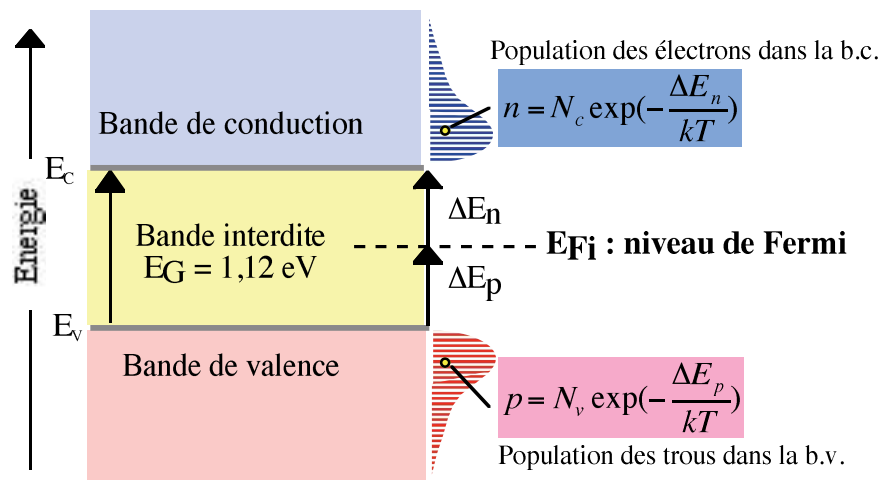 Population des électrons dans la b.c.
n = N_c exp(-ΔE_n/kT)
Bande de conduction
E_C
Energie
ΔE_n
Bande interdite
E_G = 1,12 eV
E_Fi : niveau de Fermi
ΔE_p
E_V
Bande de valence
p = N_v exp(-ΔE_p/kT)
Population des trous dans la b.v.